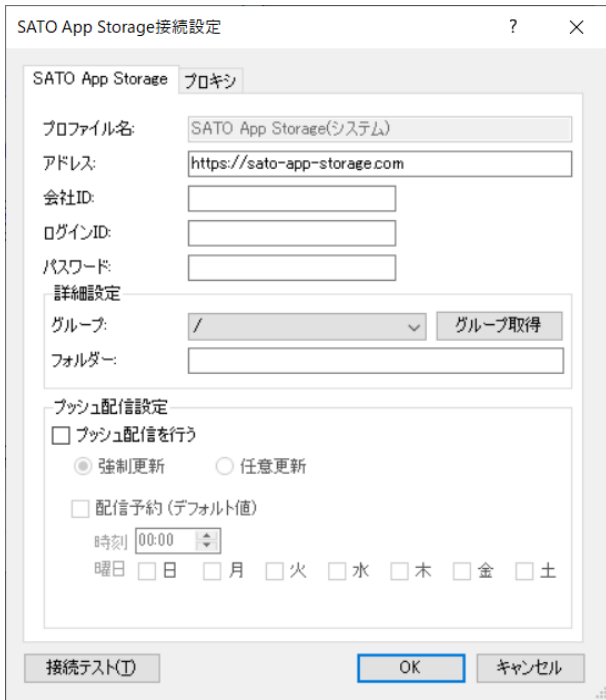 SATO App Storage接続設定
SATO App Storage プロキシ
プロファイル名: SATO App Storage(システム)
アドレス: https://sato-app-storage.com
会社ID:
ログインID:
パスワード:
詳細設定
グループ: / グループ取得
フォルダー:
プッシュ配信設定
プッシュ配信を行う
強制更新 任意更新
配信予約(デフォルト値)
時刻 00:00
曜日 日 月 火 水 木 金 土
接続テスト(T) OK キャンセル